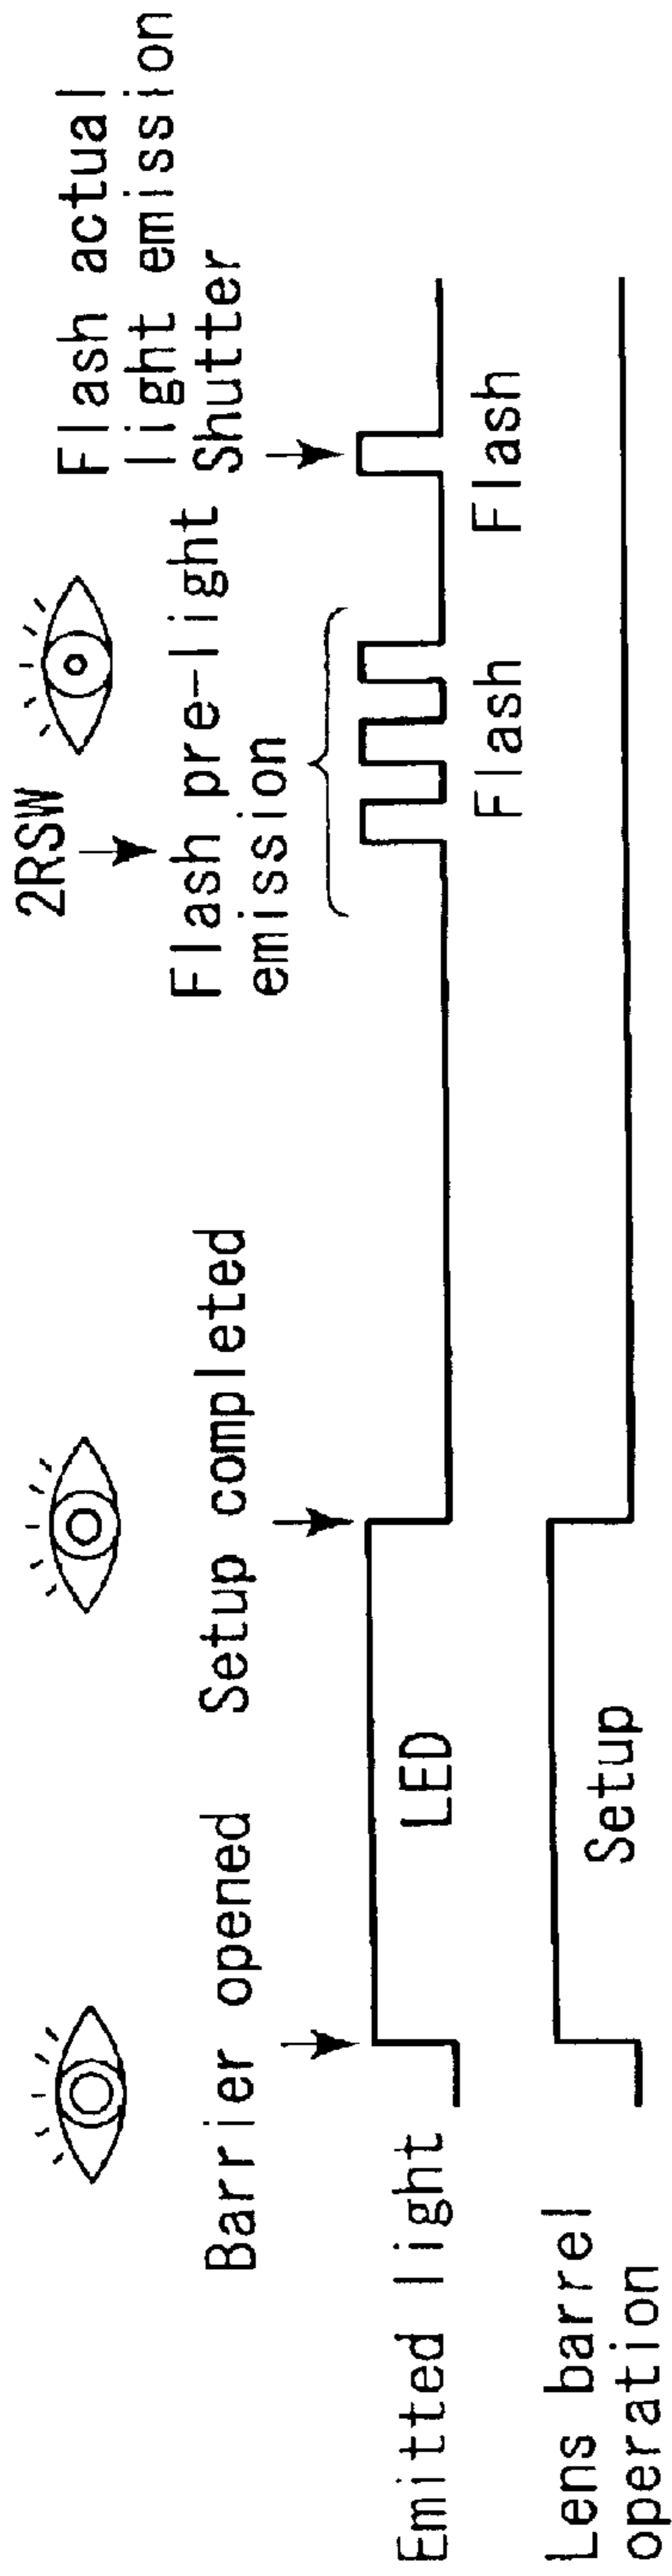 2RSW
Flash actual
light emission
Shutter
Flash pre-light
emission
Setup completed
Barrier opened
Emitted light
LED
Flash
Flash
Lens barrel
operation
Setup